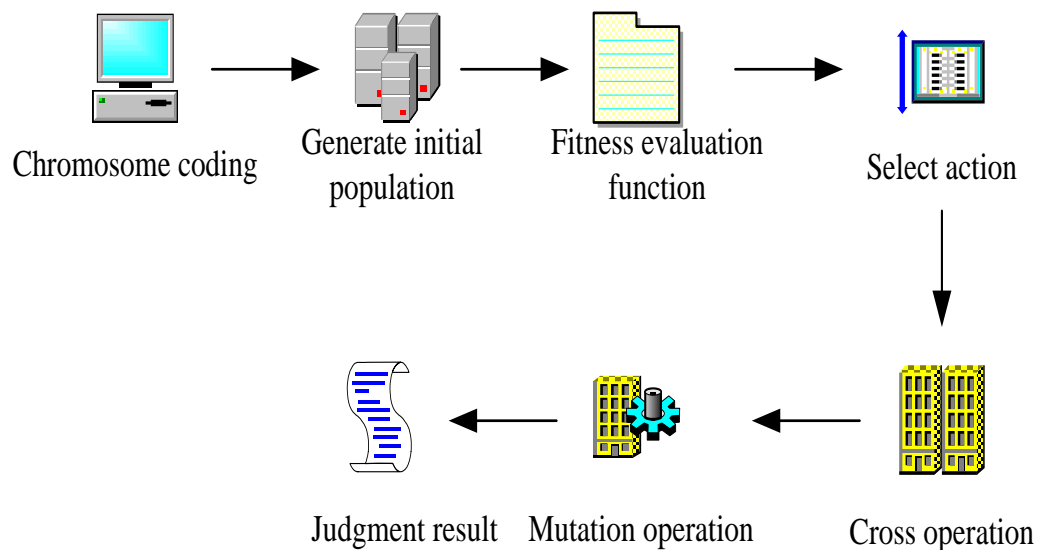 Chromosome coding
Generate initial
population
Fitness evaluation
function
Select action
Judgment result
Mutation operation
Cross operation